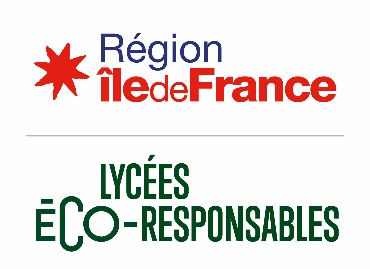 Région
îledeFrance
LYCÉES
ÉCO-RESPONSABLES